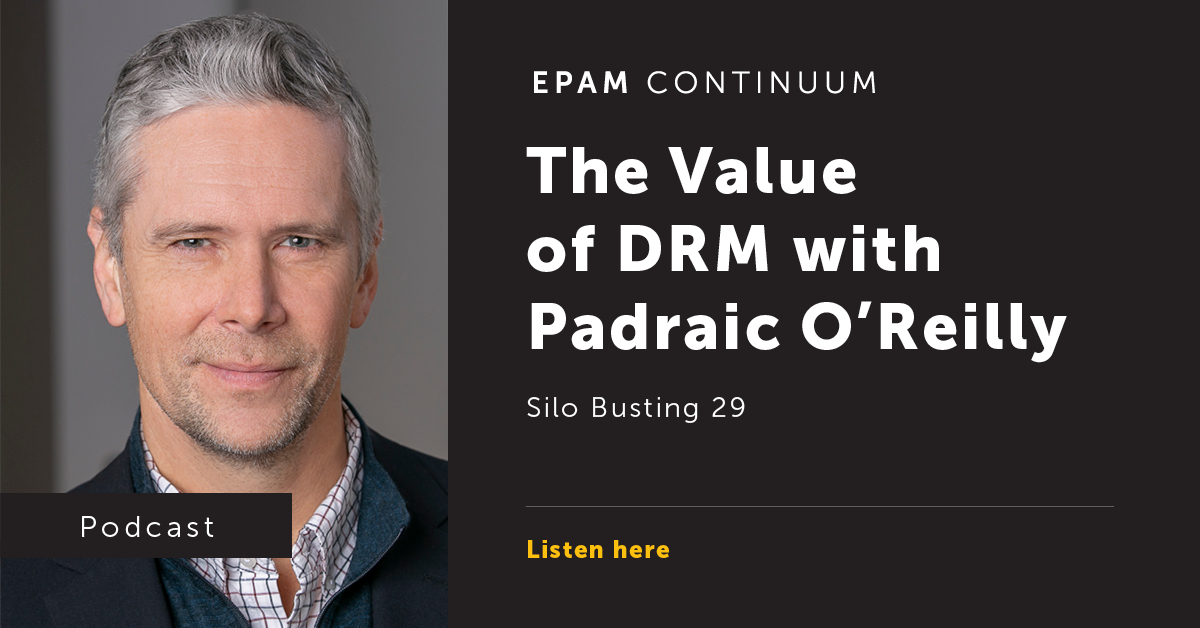 EPAM CONTINUUM
The Value
of DRM with
Padraic O’Reilly
Silo Busting 29
Podcast
Listen here